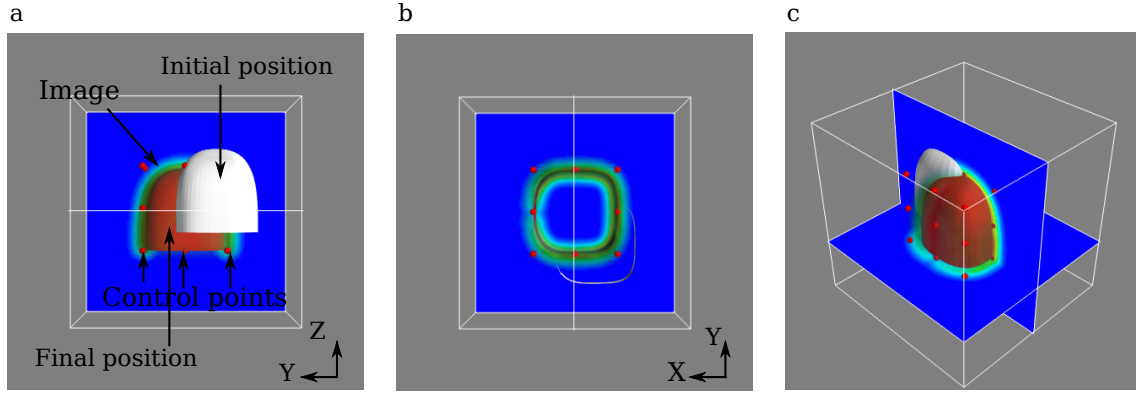 a
Initial position
Image
Control points
Final position
Z
Y
b
Y
X
c